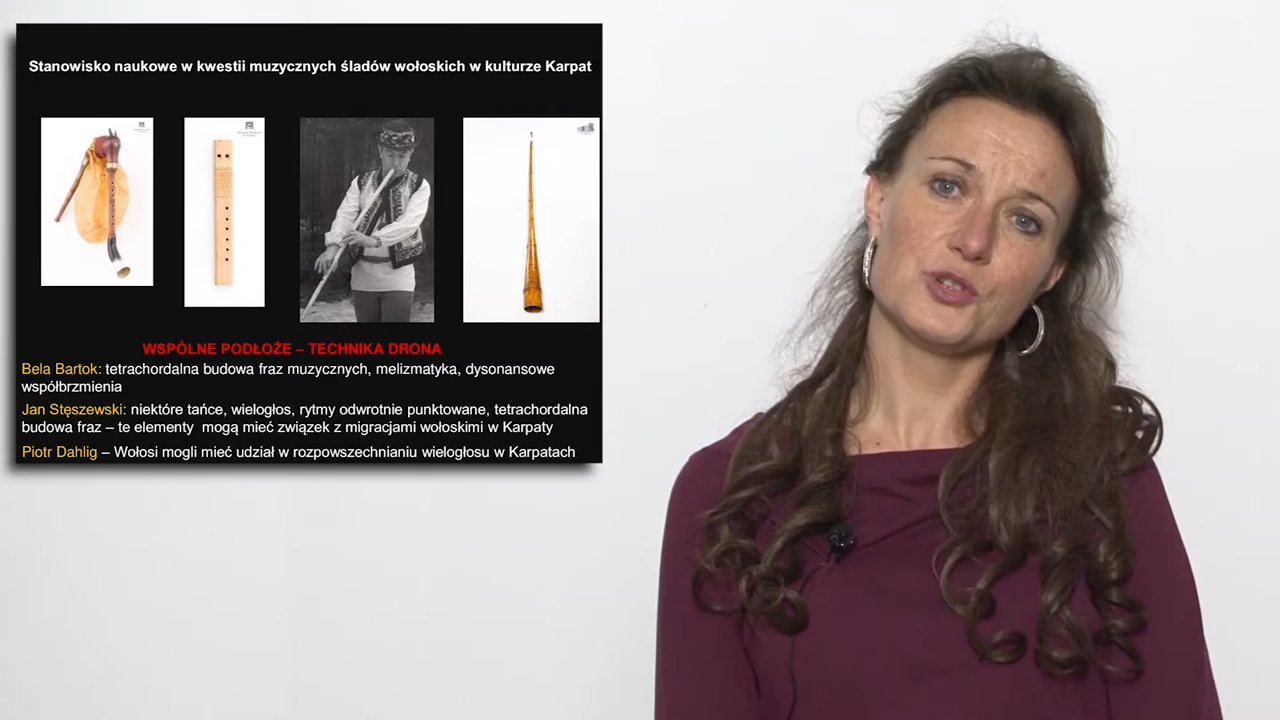 Stanowisko naukowe w kwestii muzycznych śladów wołoskich w kulturze Karpat
WSPÓLNE PODŁOŻE – TECHNIKA DRONA
Bela Bartok: tetrachordalna budowa fraz muzycznych, melizmatyka, dysonansowe
współbrzmienia
Jan Stęszewski: niektóre tańce, wielogłos, rytmy odwrotnie punktowane, tetrachordalna
budowa fraz – te elementy mogą mieć związek z migracjami wołoskimi w Karpaty
Piotr Dahlig – Wołosi mogli mieć udział w rozpowszechnianiu wielogłosu w Karpatach